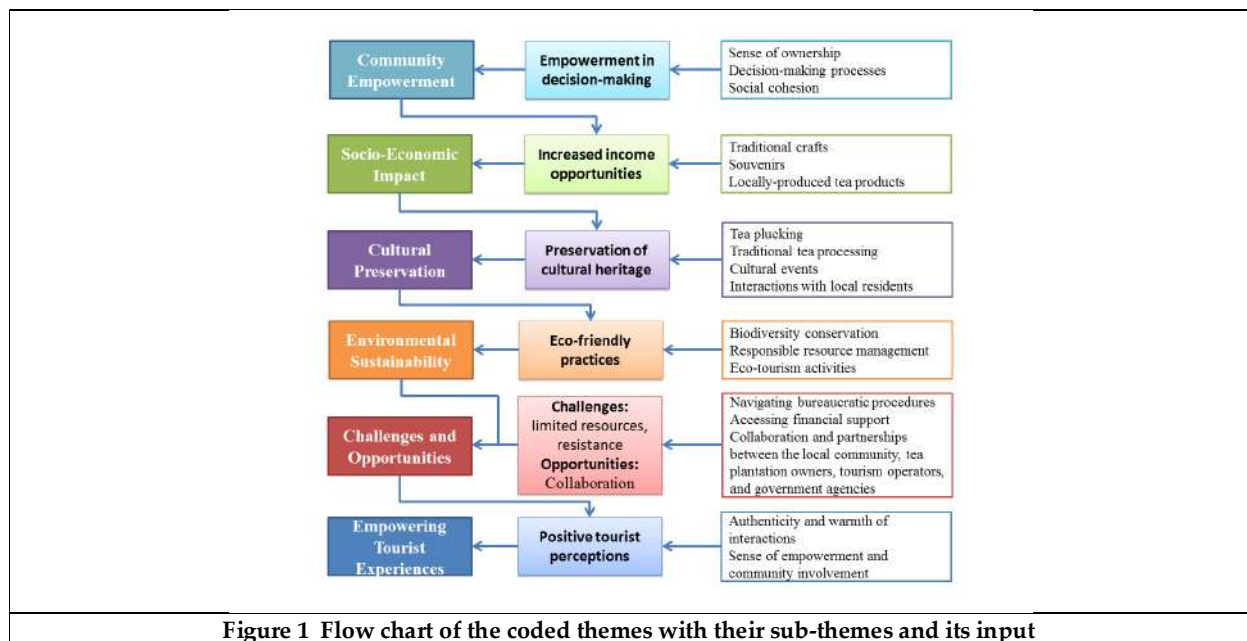 Community
Empowerment
Empowerment in
decision-making
Sense of ownership
Decision-making processes
Social cohesion
Socio-Economic
Impact
Increased income
opportunities
Traditional crafts
Souvenirs
Locally-produced tea products
Cultural
Preservation
Preservation of
cultural heritage
Tea plucking
Traditional tea processing
Cultural events
Interactions with local residents
Environmental
Sustainability
Eco-friendly
practices
Biodiversity conservation
Responsible resource management
Eco-tourism activities
Challenges and
Opportunities
Challenges:
limited resources,
resistance
Opportunities:
Collaboration
Navigating bureaucratic procedures
Accessing financial support
Collaboration and partnerships
between the local community, tea
plantation owners, tourism operators,
and government agencies
Empowering
Tourist
Experiences
Positive tourist
perceptions
Authenticity and warmth of
interactions
Sense of empowerment and
community involvement
Figure 1 Flow chart of the coded themes with their sub-themes and its input